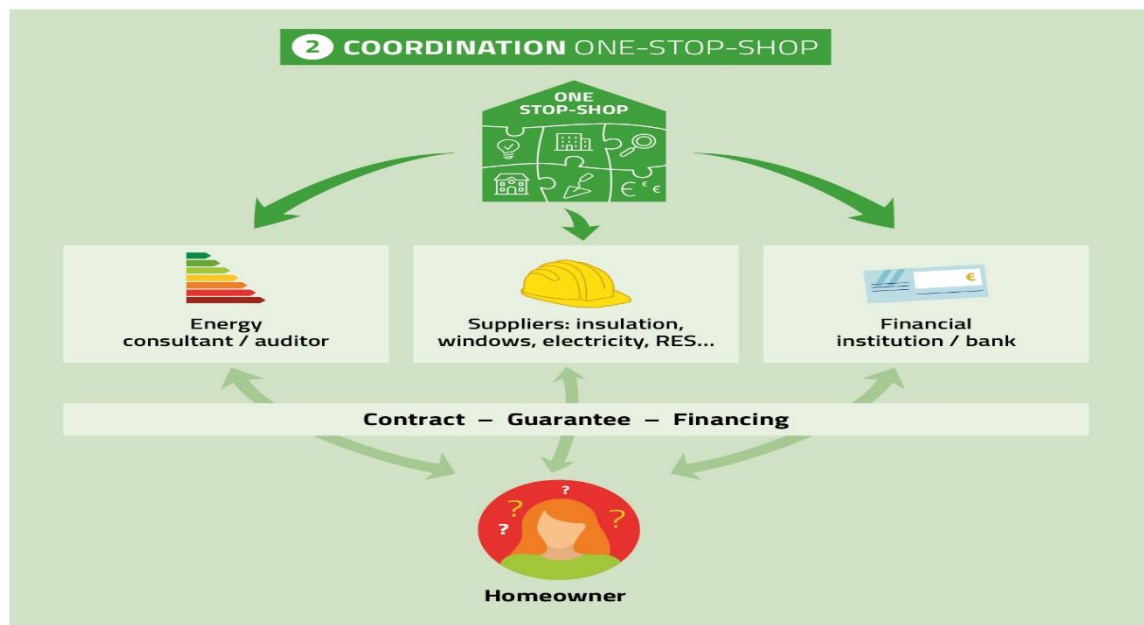 2 COORDINATION ONE-STOP-SHOP
ONE
STOP-SHOP
€ € €
€
Energy
consultant / auditor
Suppliers: insulation,
windows, electricity, RES...
Financial
institution / bank
Contract – Guarantee – Financing
? ? ? ?
Homeowner